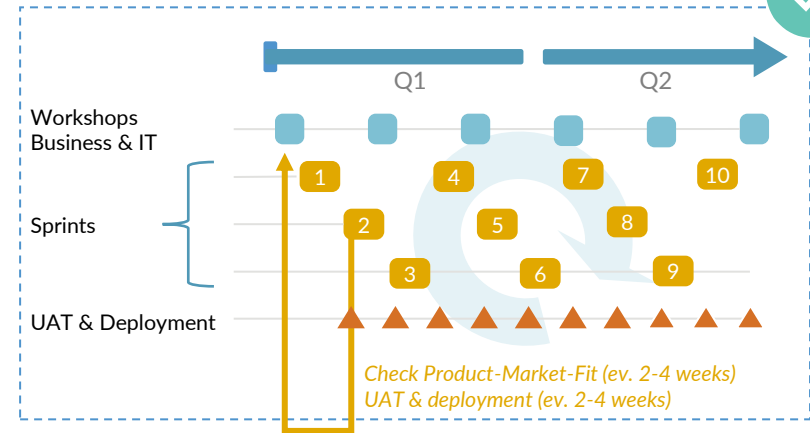 Q1
Q2
Workshops
Business & IT
1
4
7
10
Sprints
2
5
8
3
6
9
UAT & Deployment
Check Product-Market-Fit (ev. 2-4 weeks)
UAT & deployment (ev. 2-4 weeks)